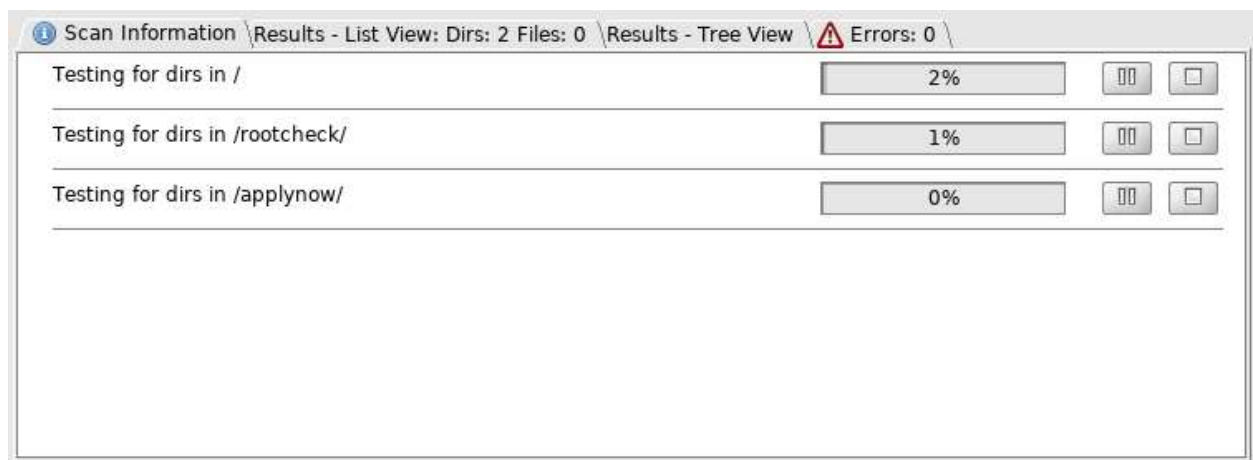 Scan Information Results - List View: Dirs: 2 Files: 0 Results - Tree View Errors: 0
Testing for dirs in / 2%
Testing for dirs in /rootcheck/ 1%
Testing for dirs in /applynow/ 0%